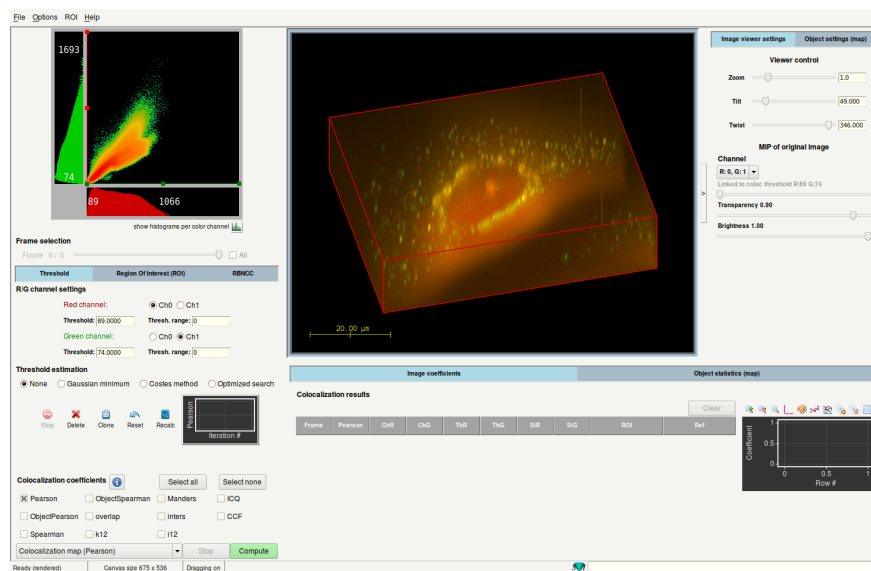 File Options ROI Help
1693
74
89 1066
show histograms per color channel
Frame selection
Frame 0 / 0 All
Threshold Region Of Interest (ROI) RBNCC
R/G channel settings
Red channel: Ch0 Ch1
Threshold: 89.0000 Thresh. range: 0
Green channel: Ch0 Ch1
Threshold: 74.0000 Thresh. range: 0
Threshold estimation
None Gaussian minimum Costes method Optimized search
Stop Delete Clone Reset Recalc
Pearson
Iteration #
Colocalization coefficients Select all Select none
Pearson ObjectSpearman Manders ICQ
ObjectPearson overlap inters CCF
Spearman k12 i12
Colocalization map (Pearson) Stop Compute
Ready (rendered) Canvas size 675 x 536 Dragging on
20.00 µm
>
Image viewer settings Object settings (map)
Viewer control
Zoom 1.0
Tilt 49.000
Twist 346.000
MIP of original image
Channel
R: 0, G: 1
Linked to coloc threshold R:89 G:74
Transparency 0.90
Brightness 1.00
Image coefficients Object statistics (map)
Colocalization results
Clear
Frame Pearson ChR ChG ThR ThG SiR SiG ROI Ref
Coefficient
1
0.5
0
0 0.5 1
Row #